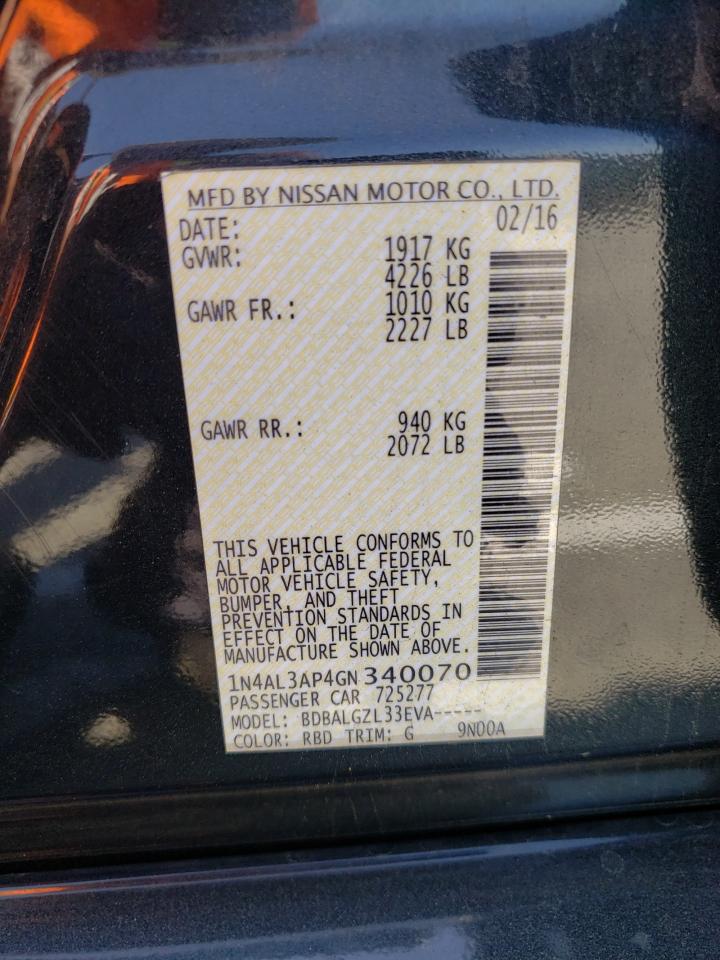 MFD BY NISSAN MOTOR CO., LTD.
DATE: 02/16
GVWR: 1917 KG
4226 LB
GAWR FR.: 1010 KG
2227 LB
GAWR RR.: 940 KG
2072 LB
THIS VEHICLE CONFORMS TO
ALL APPLICABLE FEDERAL
MOTOR VEHICLE SAFETY,
BUMPER, AND THEFT
PREVENTION STANDARDS IN
EFFECT ON THE DATE OF
MANUFACTURE SHOWN ABOVE.
1N4AL3AP4GN340070
PASSENGER CAR 725277
MODEL: BDBALGZL33EVA-----
COLOR: RBD TRIM: G 9N00A